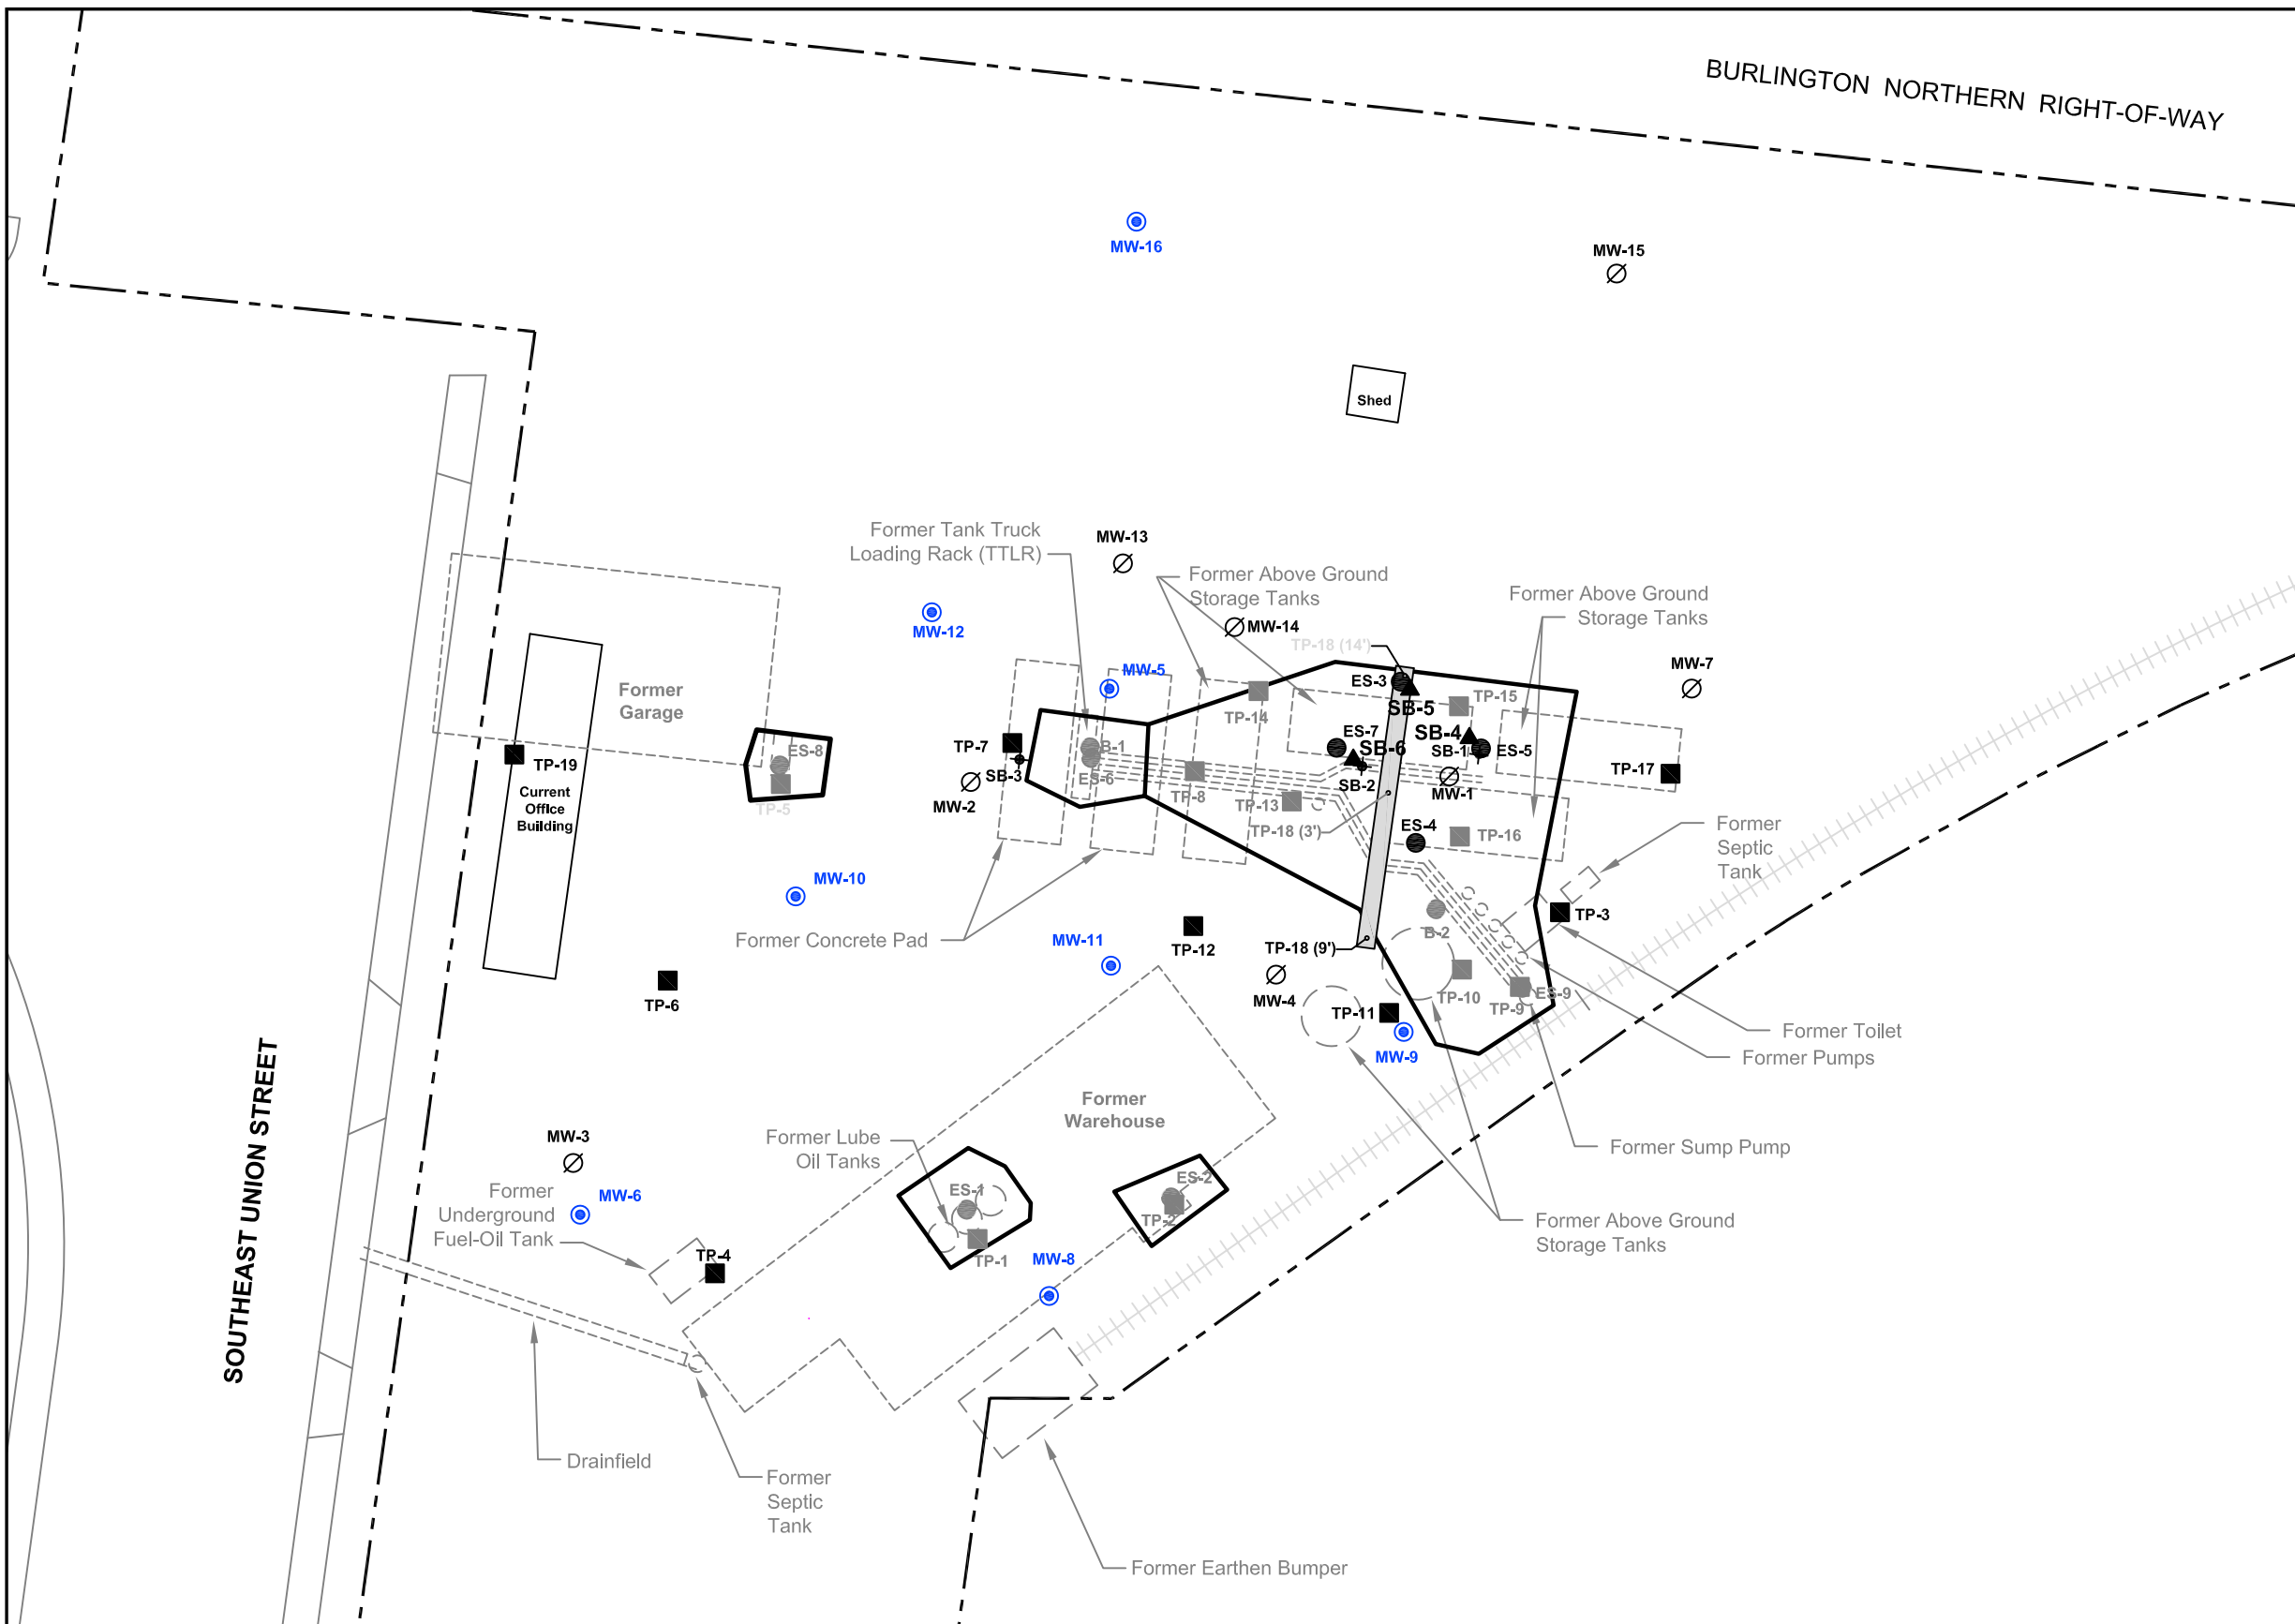 BURLINGTON NORTHERN RIGHT-OF-WAY
MW-16
MW-15
Shed
Former Tank Truck
Loading Rack (TTLR)
MW-13
Former Above Ground
Storage Tanks
Former Above Ground
Storage Tanks
MW-12
MW-14
TP-18 (14')
MW-7
MW-5
Former
Garage
ES-3
TP-15
SB-5
TP-14
ES-7
SB-4
SB-6
SB-1
ES-5
TP-7
B-1
ES-8
TP-19
SB-3
ES-6
TP-8
SB-2
TP-17
MW-2
MW-1
TP-5
TP-13
Current
Office
Building
TP-18 (3')
ES-4
TP-16
Former
Septic
Tank
MW-10
TP-3
B-2
Former Concrete Pad
MW-11
TP-12
TP-18 (9')
TP-6
MW-4
TP-10
ES-9
TP-9
TP-11
Former Toilet
MW-9
Former Pumps
SOUTHEAST UNION STREET
Former
Warehouse
MW-3
Former Lube
Oil Tanks
Former Sump Pump
Former
Underground
Fuel-Oil Tank
MW-6
ES-1
ES-2
TP-2
Former Above Ground
Storage Tanks
TP-4
TP-1
MW-8
Drainfield
Former
Septic
Tank
Former Earthen Bumper